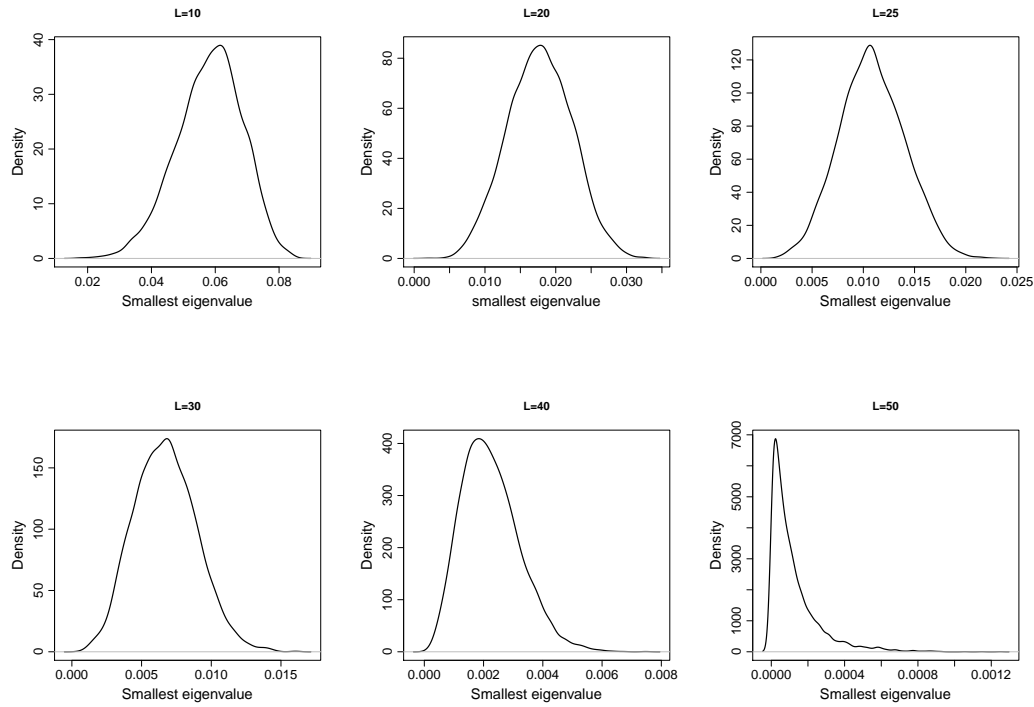 L=10
L=20
L=25
Density
0
10
20
30
40
0.02 0.04 0.06 0.08
Smallest eigenvalue
Density
0
20
40
60
80
0.000 0.010 0.020 0.030
smallest eigenvalue
Density
0
20
40
60
80
100
120
0.000 0.005 0.010 0.015 0.020 0.025
Smallest eigenvalue
L=30
L=40
L=50
Density
0
50
100
150
0.000 0.005 0.010 0.015
Smallest eigenvalue
Density
0
100
200
300
400
0.000 0.002 0.004 0.006 0.008
Smallest eigenvalue
Density
0
1000
3000
5000
7000
0.0000 0.0004 0.0008 0.0012
Smallest eigenvalue